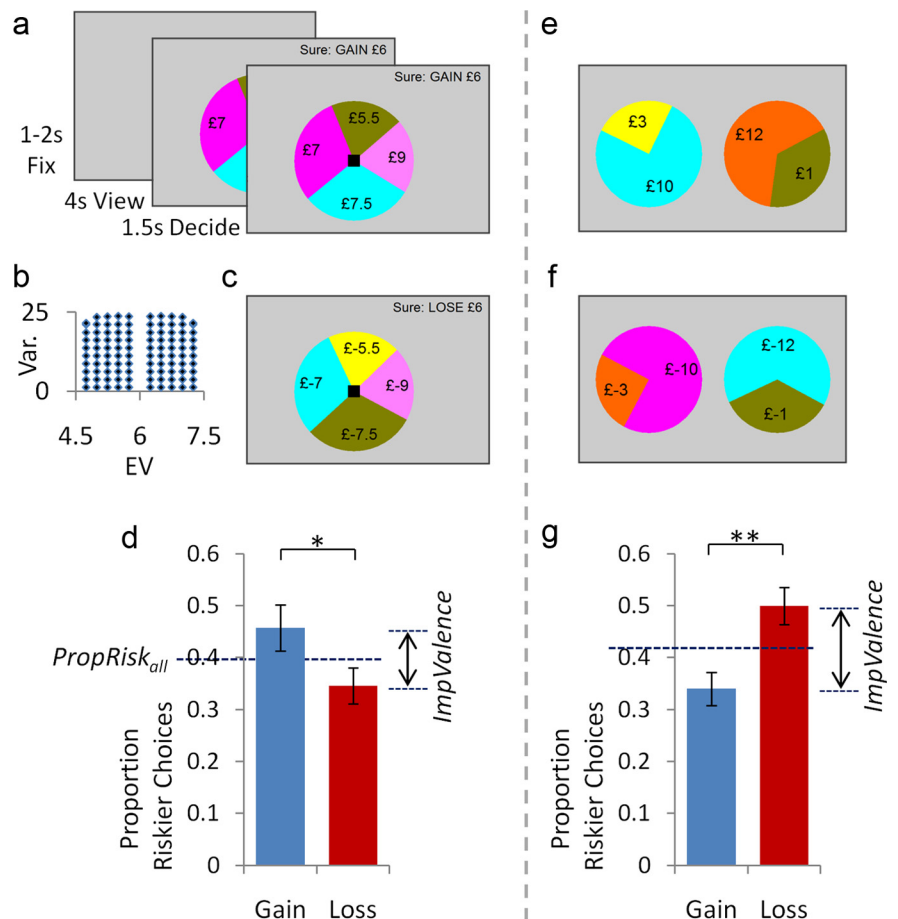 a
Sure: GAIN £6
Sure: GAIN £6
£7
£5.5
£7
£9
£7.5
1-2s
Fix
4s View
1.5s Decide
b
25
Var.
0
4.5 6 7.5
EV
c
Sure: LOSE £6
£-5.5
£-7
£-9
£-7.5
d
*
0.6
0.5
0.4
0.3
0.2
0.1
0
PropRiskall
ImpValence
Proportion
Riskier Choices
Gain Loss
e
£3
£10
£12
£1
f
£-10
£-3
£-12
£-1
g
**
0.6
0.5
0.4
0.3
0.2
0.1
0
ImpValence
Proportion
Riskier Choices
Gain Loss